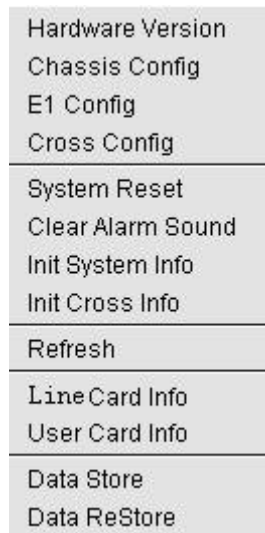 Hardware Version
Chassis Config
E1 Config
Cross Config
System Reset
Clear Alarm Sound
Init System Info
Init Cross Info
Refresh
Line Card Info
User Card Info
Data Store
Data ReStore